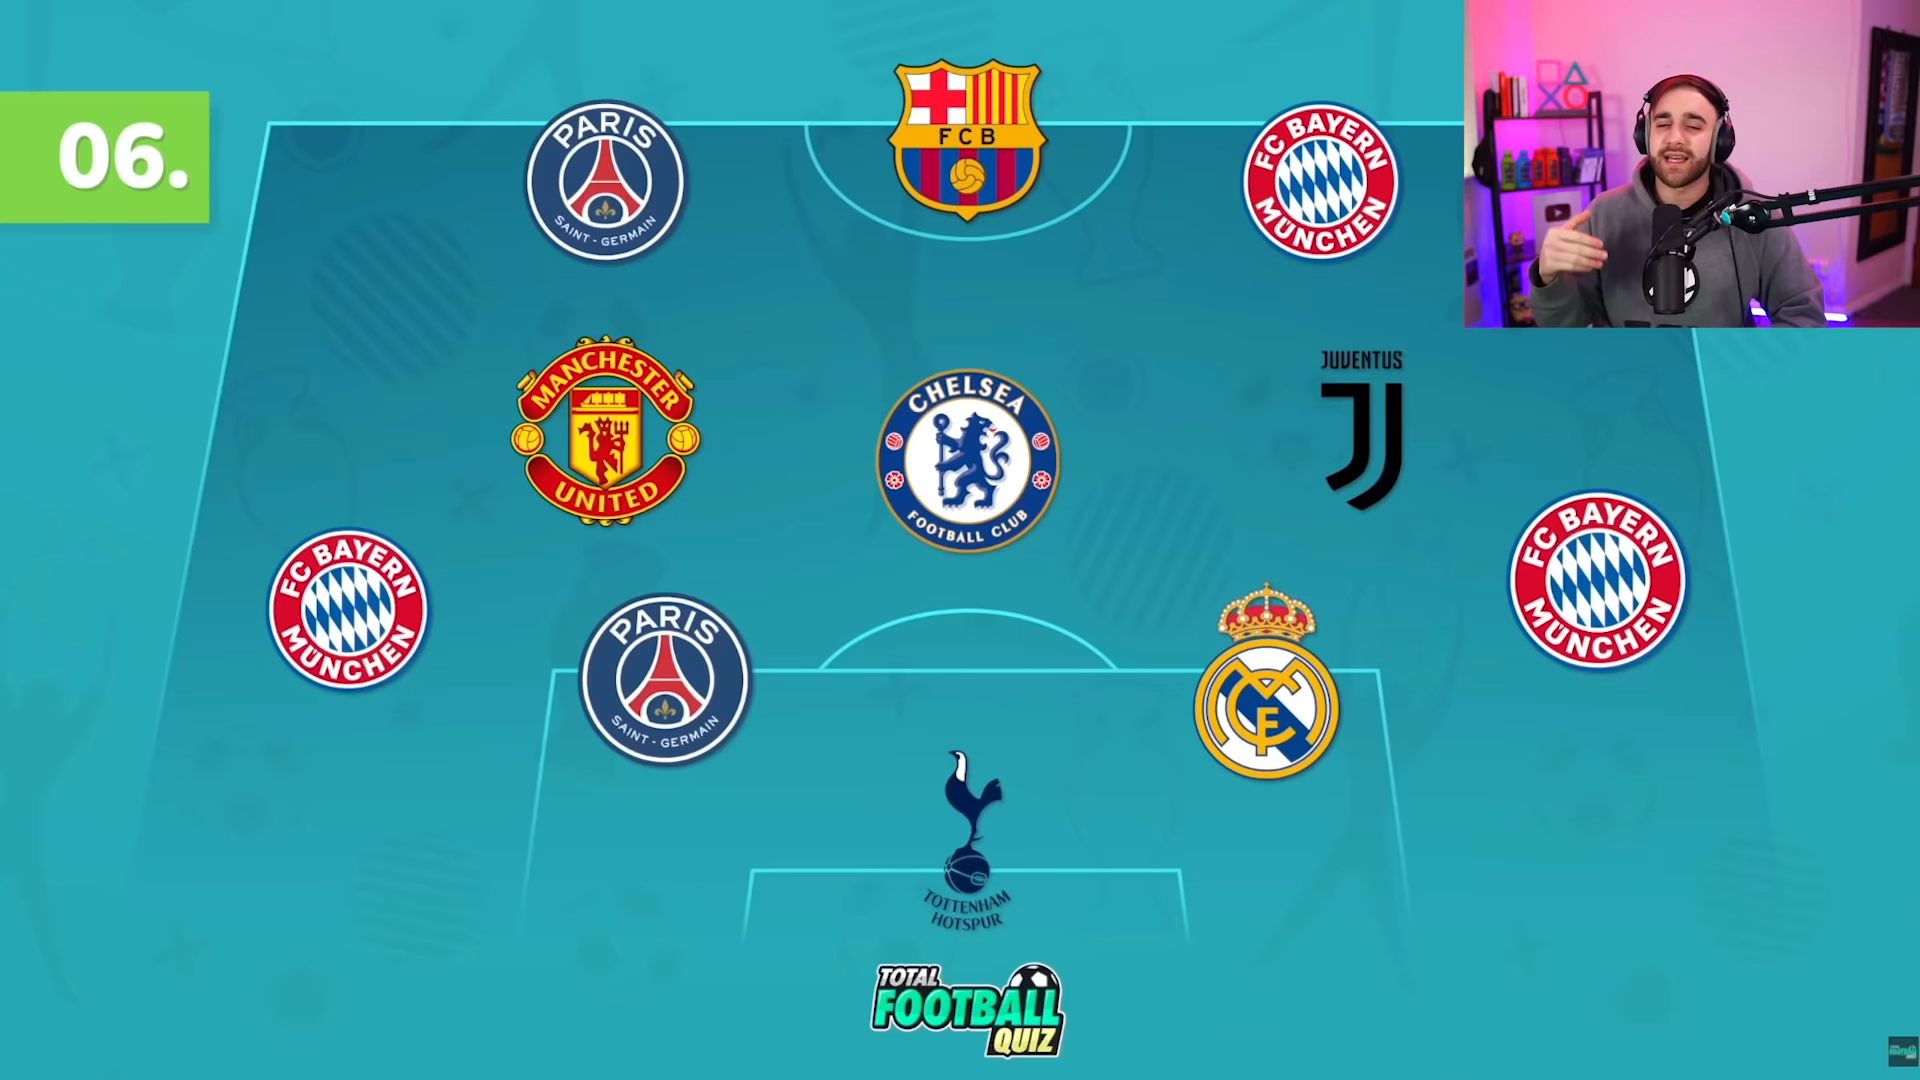 06.
PARIS
SAINT - GERMAIN
FCB
FC BAYERN
MÜNCHEN
MANCHESTER
UNITED
CHELSEA
FOOTBALL CLUB
JUVENTUS
FC BAYERN
MÜNCHEN
PARIS
SAINT - GERMAIN
FC BAYERN
MÜNCHEN
TOTTENHAM
HOTSPUR
TOTAL
FOOTBALL
QUIZ